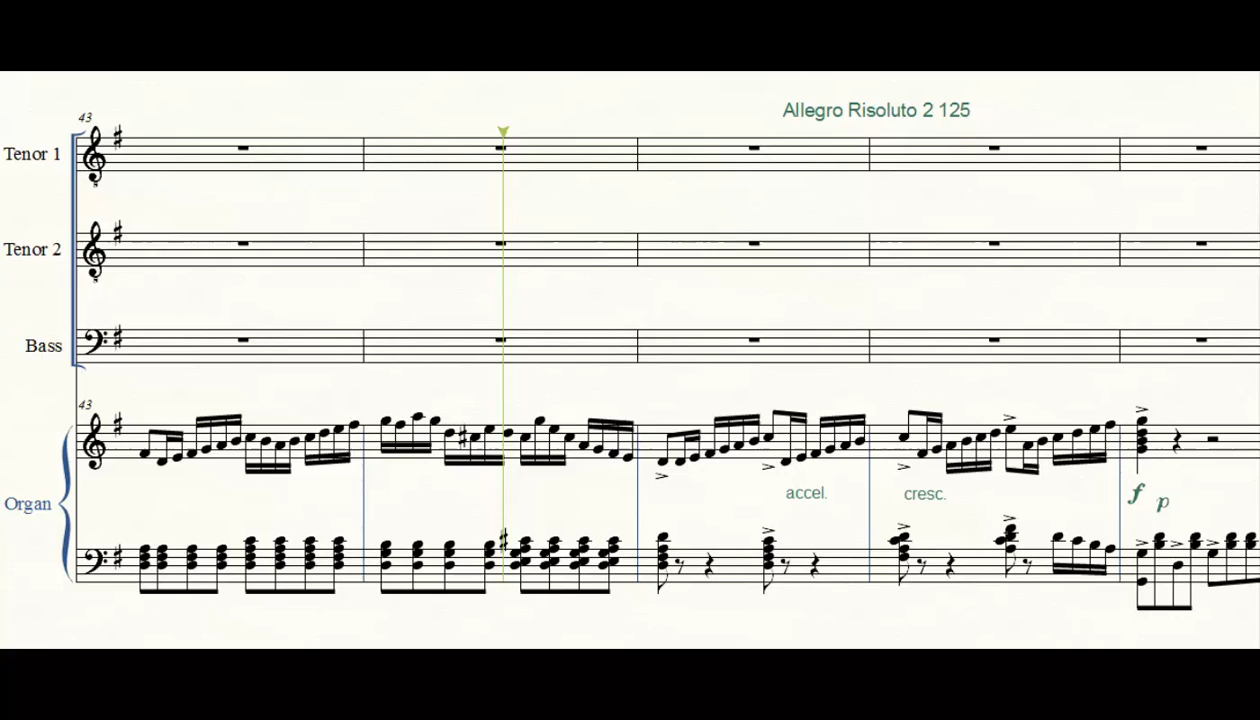 Allegro Risoluto 2 125
43
Tenor 1
Tenor 2
Bass
43
Organ
accel.
cresc.
f p